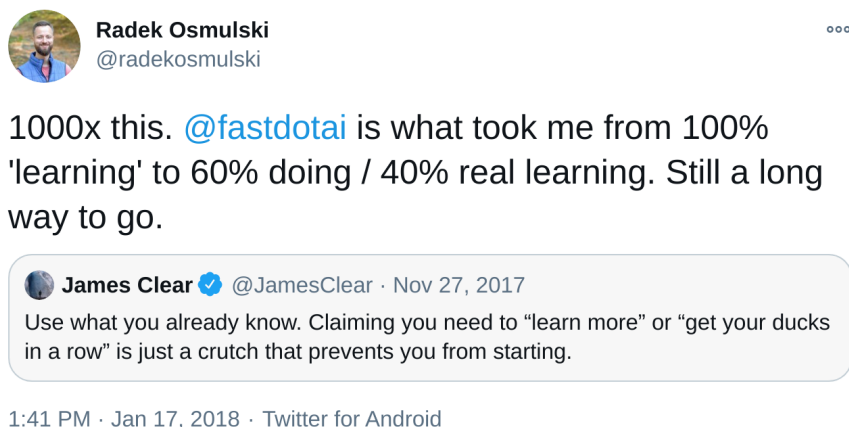 Radek Osmulski
@radekosmulski
1000x this. @fastdotai is what took me from 100%
'learning' to 60% doing / 40% real learning. Still a long
way to go.
James Clear @JamesClear · Nov 27, 2017
Use what you already know. Claiming you need to “learn more” or “get your ducks
in a row” is just a crutch that prevents you from starting.
1:41 PM · Jan 17, 2018 · Twitter for Android